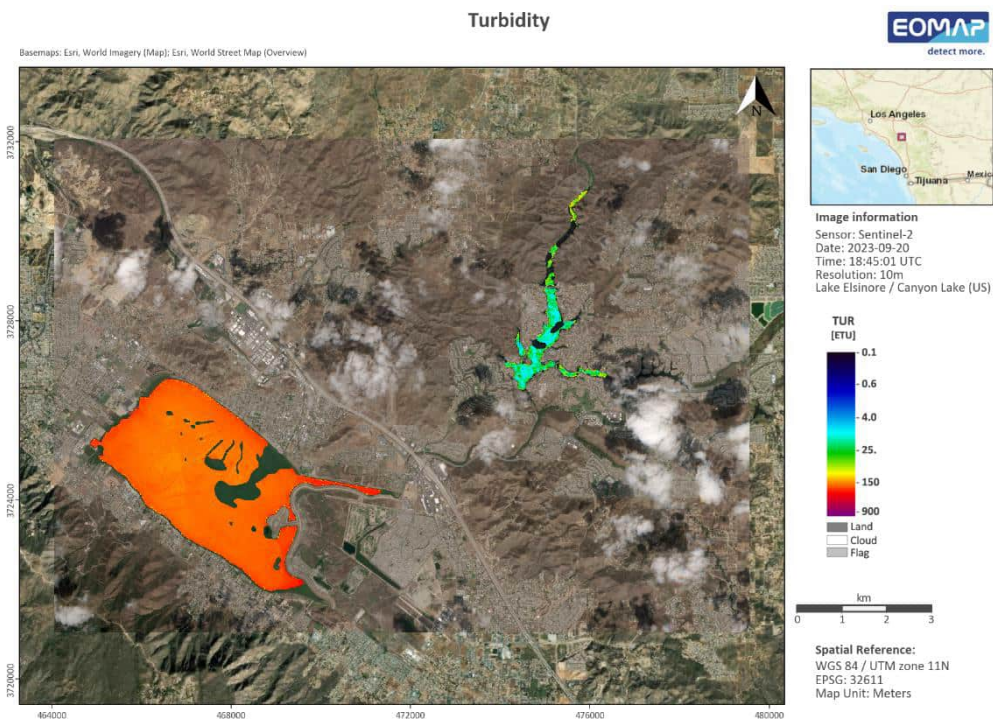 Turbidity
EOMAP
detect more.
Basemaps: Esri, World Imagery (Map); Esri, World Street Map (Overview)
N
3732000
3728000
3724000
3720000
464000
468000
472000
476000
480000
Los Angeles
San Diego
Tijuana
Mexic
Image information
Sensor: Sentinel-2
Date: 2023-09-20
Time: 18:45:01 UTC
Resolution: 10m
Lake Elsinore / Canyon Lake (US)
TUR
[ETU]
0.1
0.6
4.0
25.
150
900
Land
Cloud
Flag
km
0 1 2 3
Spatial Reference:
WGS 84 / UTM zone 11N
EPSG: 32611
Map Unit: Meters